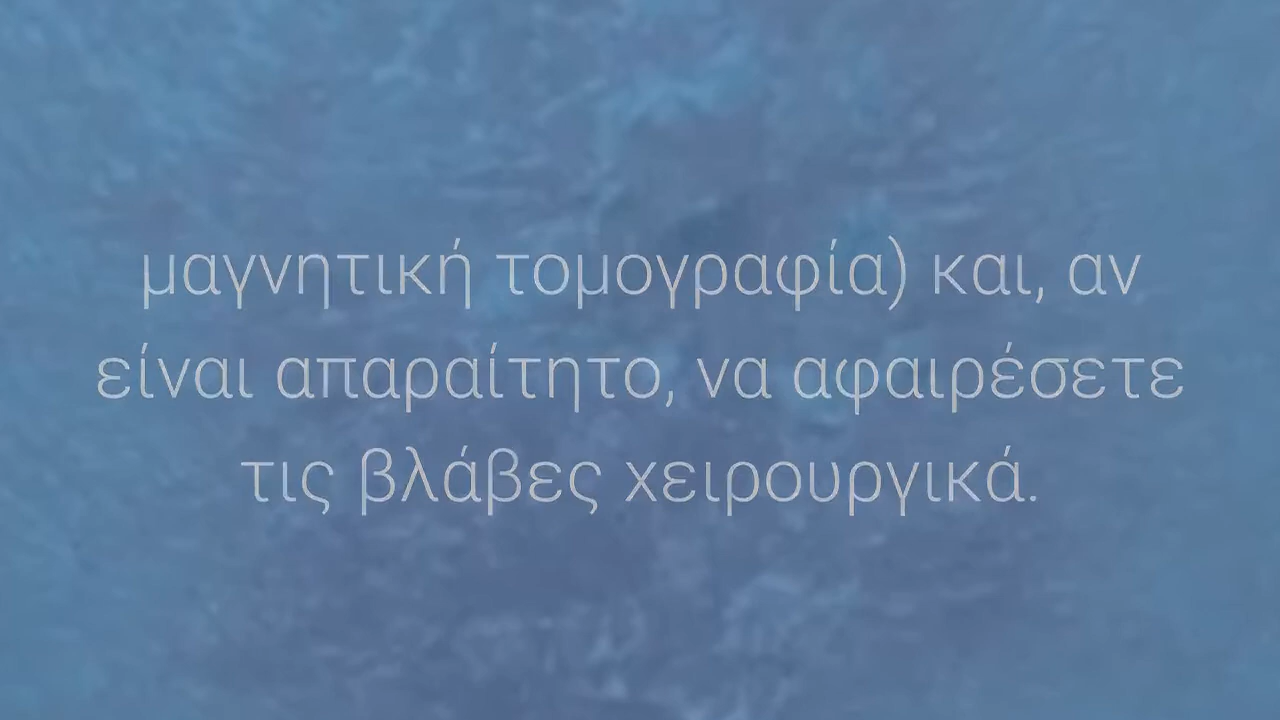 μαγνητική τομογραφία) και, αν
είναι απαραίτητο, να αφαιρέσετε
τις βλάβες χειρουργικά.